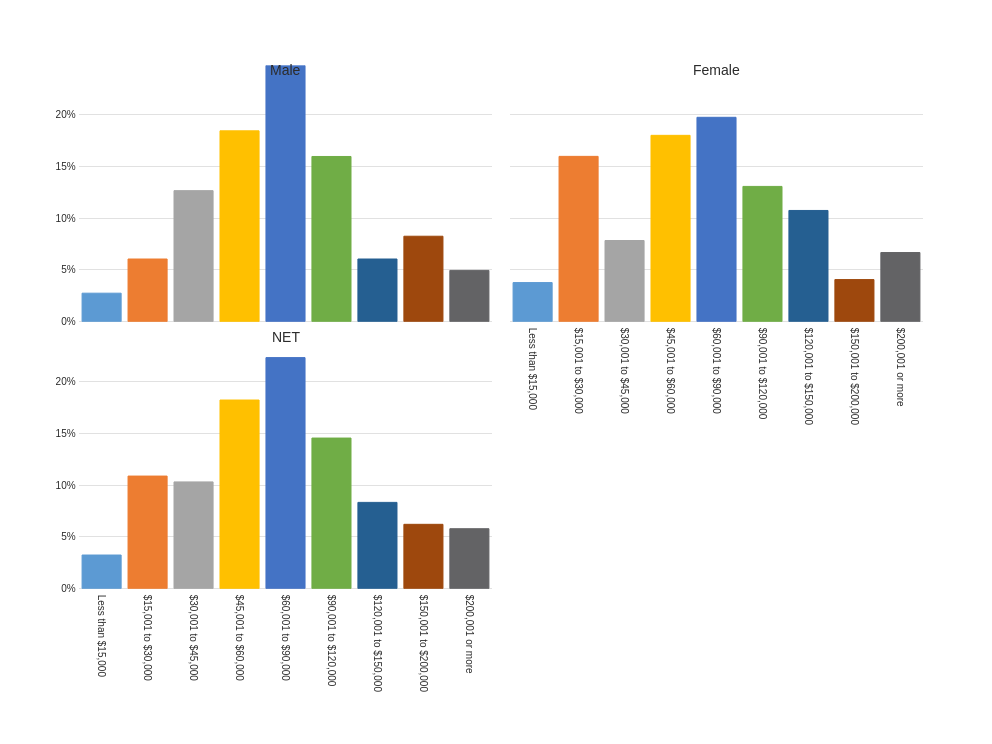 Male
20%
15%
10%
5%
0%
Female
Less than $15,000
$15,001 to $30,000
$30,001 to $45,000
$45,001 to $60,000
$60,001 to $90,000
$90,001 to $120,000
$120,001 to $150,000
$150,001 to $200,000
$200,001 or more
NET
20%
15%
10%
5%
0%
Less than $15,000
$15,001 to $30,000
$30,001 to $45,000
$45,001 to $60,000
$60,001 to $90,000
$90,001 to $120,000
$120,001 to $150,000
$150,001 to $200,000
$200,001 or more